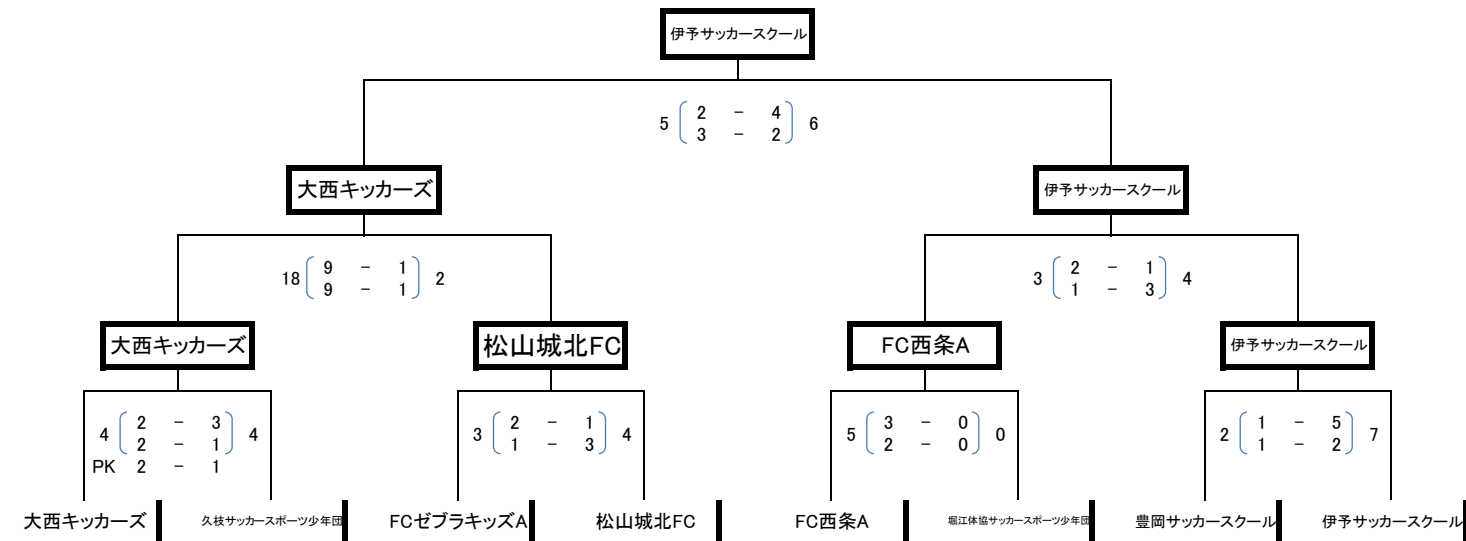 伊予サッカースクール
5 2 - 4 6
3 - 2
大西キッカーズ 伊予サッカースクール
18 9 - 1 2 3 2 - 1 4
9 - 1 1 - 3
大西キッカーズ 松山城北FC FC西条A 伊予サッカースクール
4 2 - 3 4 3 2 - 1 4 5 3 - 0 0 2 1 - 5 7
2 - 1 1 - 3 2 - 0 1 - 2
PK 2 - 1
大西キッカーズ 久枝サッカースポーツ少年団 FCゼブラキッズA 松山城北FC FC西条A 堀江体協サッカースポーツ少年団 豊岡サッカースクール 伊予サッカースクール